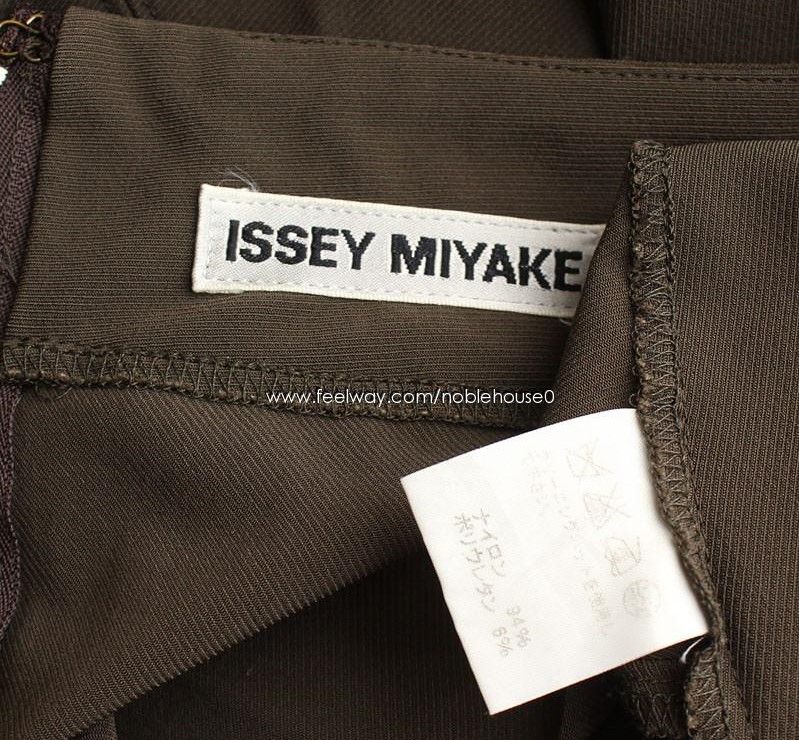 ISSEY MIYAKE
www.feelway.com/noblehouse0
ナイロン 94%
ポリウレタン 6%